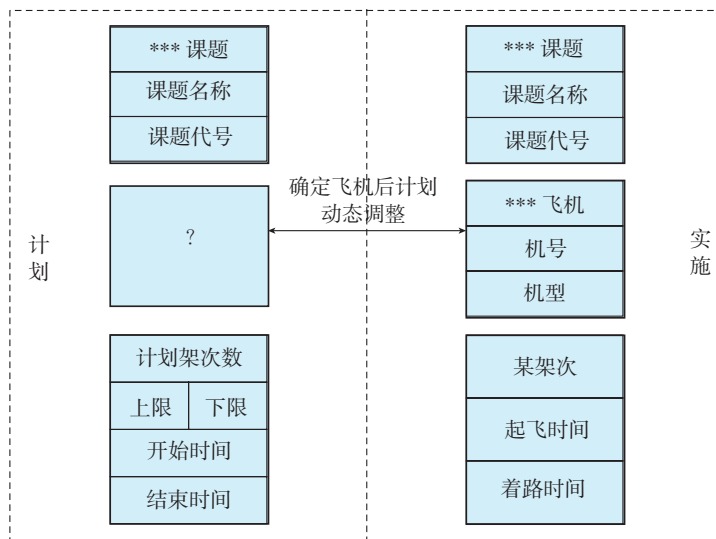 *** 课题
课题名称
课题代号
?
计划架次数
上限 下限
开始时间
结束时间
计
划
确定飞机后计划
动态调整
*** 课题
课题名称
课题代号
*** 飞机
机号
机型
某架次
起飞时间
着路时间
实
施